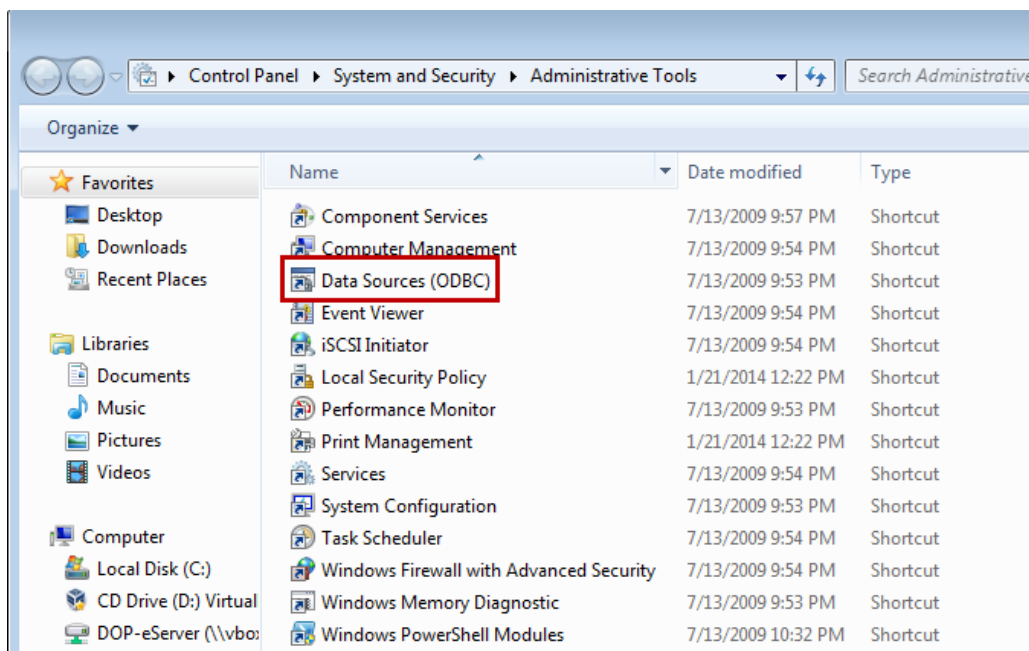 Control Panel System and Security Administrative Tools Search Administrative
Organize
Name Date modified Type
Favorites
Desktop
Downloads
Recent Places
Libraries
Documents
Music
Pictures
Videos
Computer
Local Disk (C:)
CD Drive (D:) Virtual
DOP-eServer (\\vbox
Component Services 7/13/2009 9:57 PM Shortcut
Computer Management 7/13/2009 9:54 PM Shortcut
Data Sources (ODBC) 7/13/2009 9:53 PM Shortcut
Event Viewer 7/13/2009 9:54 PM Shortcut
iSCSI Initiator 7/13/2009 9:54 PM Shortcut
Local Security Policy 1/21/2014 12:22 PM Shortcut
Performance Monitor 7/13/2009 9:53 PM Shortcut
Print Management 1/21/2014 12:22 PM Shortcut
Services 7/13/2009 9:54 PM Shortcut
System Configuration 7/13/2009 9:53 PM Shortcut
Task Scheduler 7/13/2009 9:54 PM Shortcut
Windows Firewall with Advanced Security 7/13/2009 9:54 PM Shortcut
Windows Memory Diagnostic 7/13/2009 9:53 PM Shortcut
Windows PowerShell Modules 7/13/2009 10:32 PM Shortcut